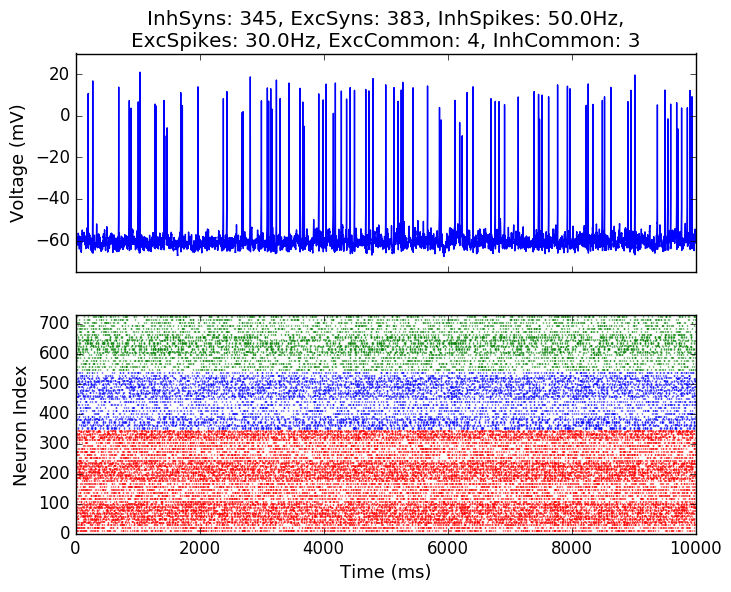 InhSyns: 345, ExcSyns: 383, InhSpikes: 50.0Hz,
ExcSpikes: 30.0Hz, ExcCommon: 4, InhCommon: 3
20
0
−20
−40
−60
Voltage (mV)
700
600
500
400
300
200
100
0
Neuron Index
0 2000 4000 6000 8000 10000
Time (ms)